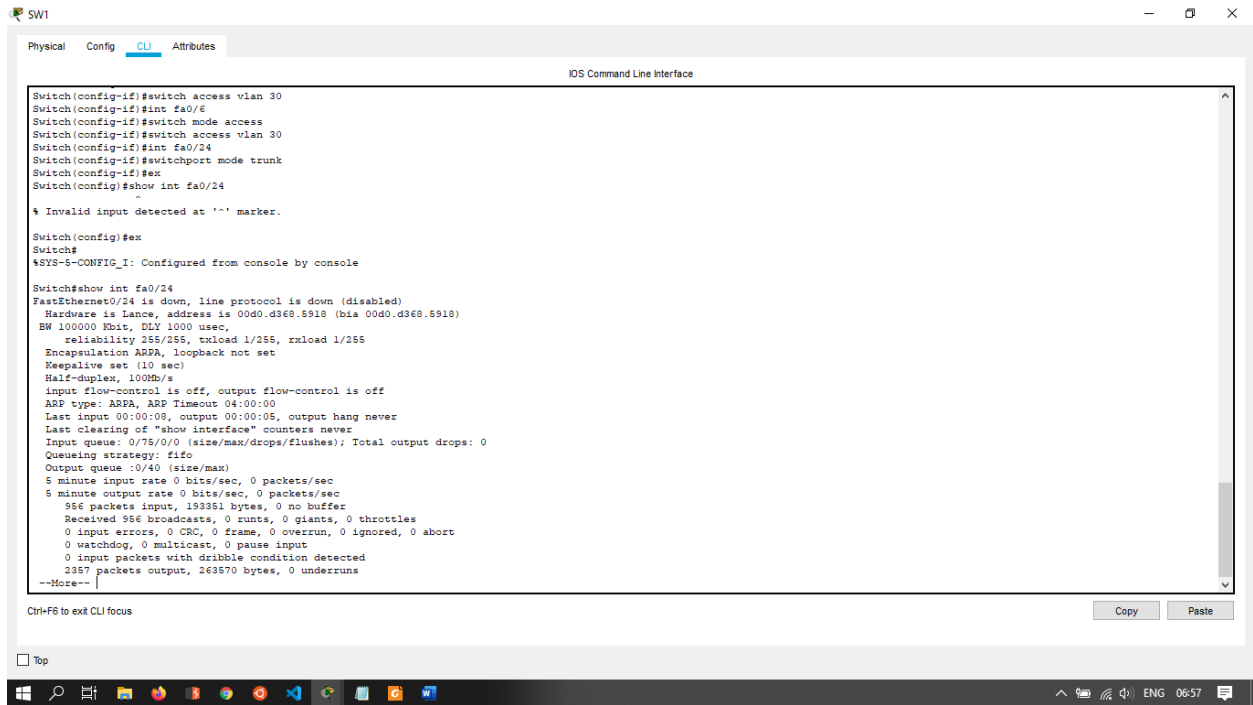 SW1
Physical Config CLI Attributes
IOS Command Line Interface
Switch(config-if)#switch access vlan 30
Switch(config-if)#int fa0/6
Switch(config-if)#switch mode access
Switch(config-if)#switch access vlan 30
Switch(config-if)#int fa0/24
Switch(config-if)#switchport mode trunk
Switch(config-if)#ex
Switch(config)#show int fa0/24
^
% Invalid input detected at '^' marker.
Switch(config)#ex
Switch#
%SYS-5-CONFIG_I: Configured from console by console
Switch#show int fa0/24
FastEthernet0/24 is down, line protocol is down (disabled)
Hardware is Lance, address is 00d0.d368.5918 (bia 00d0.d368.5918)
BW 100000 Kbit, DLY 1000 usec,
reliability 255/255, txload 1/255, rxload 1/255
Encapsulation ARPA, loopback not set
Keepalive set (10 sec)
Half-duplex, 100Mb/s
input flow-control is off, output flow-control is off
ARP type: ARPA, ARP Timeout 04:00:00
Last input 00:00:08, output 00:00:05, output hang never
Last clearing of "show interface" counters never
Input queue: 0/75/0/0 (size/max/drops/flushes); Total output drops: 0
Queueing strategy: fifo
Output queue :0/40 (size/max)
5 minute input rate 0 bits/sec, 0 packets/sec
5 minute output rate 0 bits/sec, 0 packets/sec
956 packets input, 193351 bytes, 0 no buffer
Received 956 broadcasts, 0 runts, 0 giants, 0 throttles
0 input errors, 0 CRC, 0 frame, 0 overrun, 0 ignored, 0 abort
0 watchdog, 0 multicast, 0 pause input
0 input packets with dribble condition detected
2357 packets output, 263570 bytes, 0 underruns
--More--
Ctrl+F6 to exit CLI focus
Copy Paste
Top
ENG 06:57